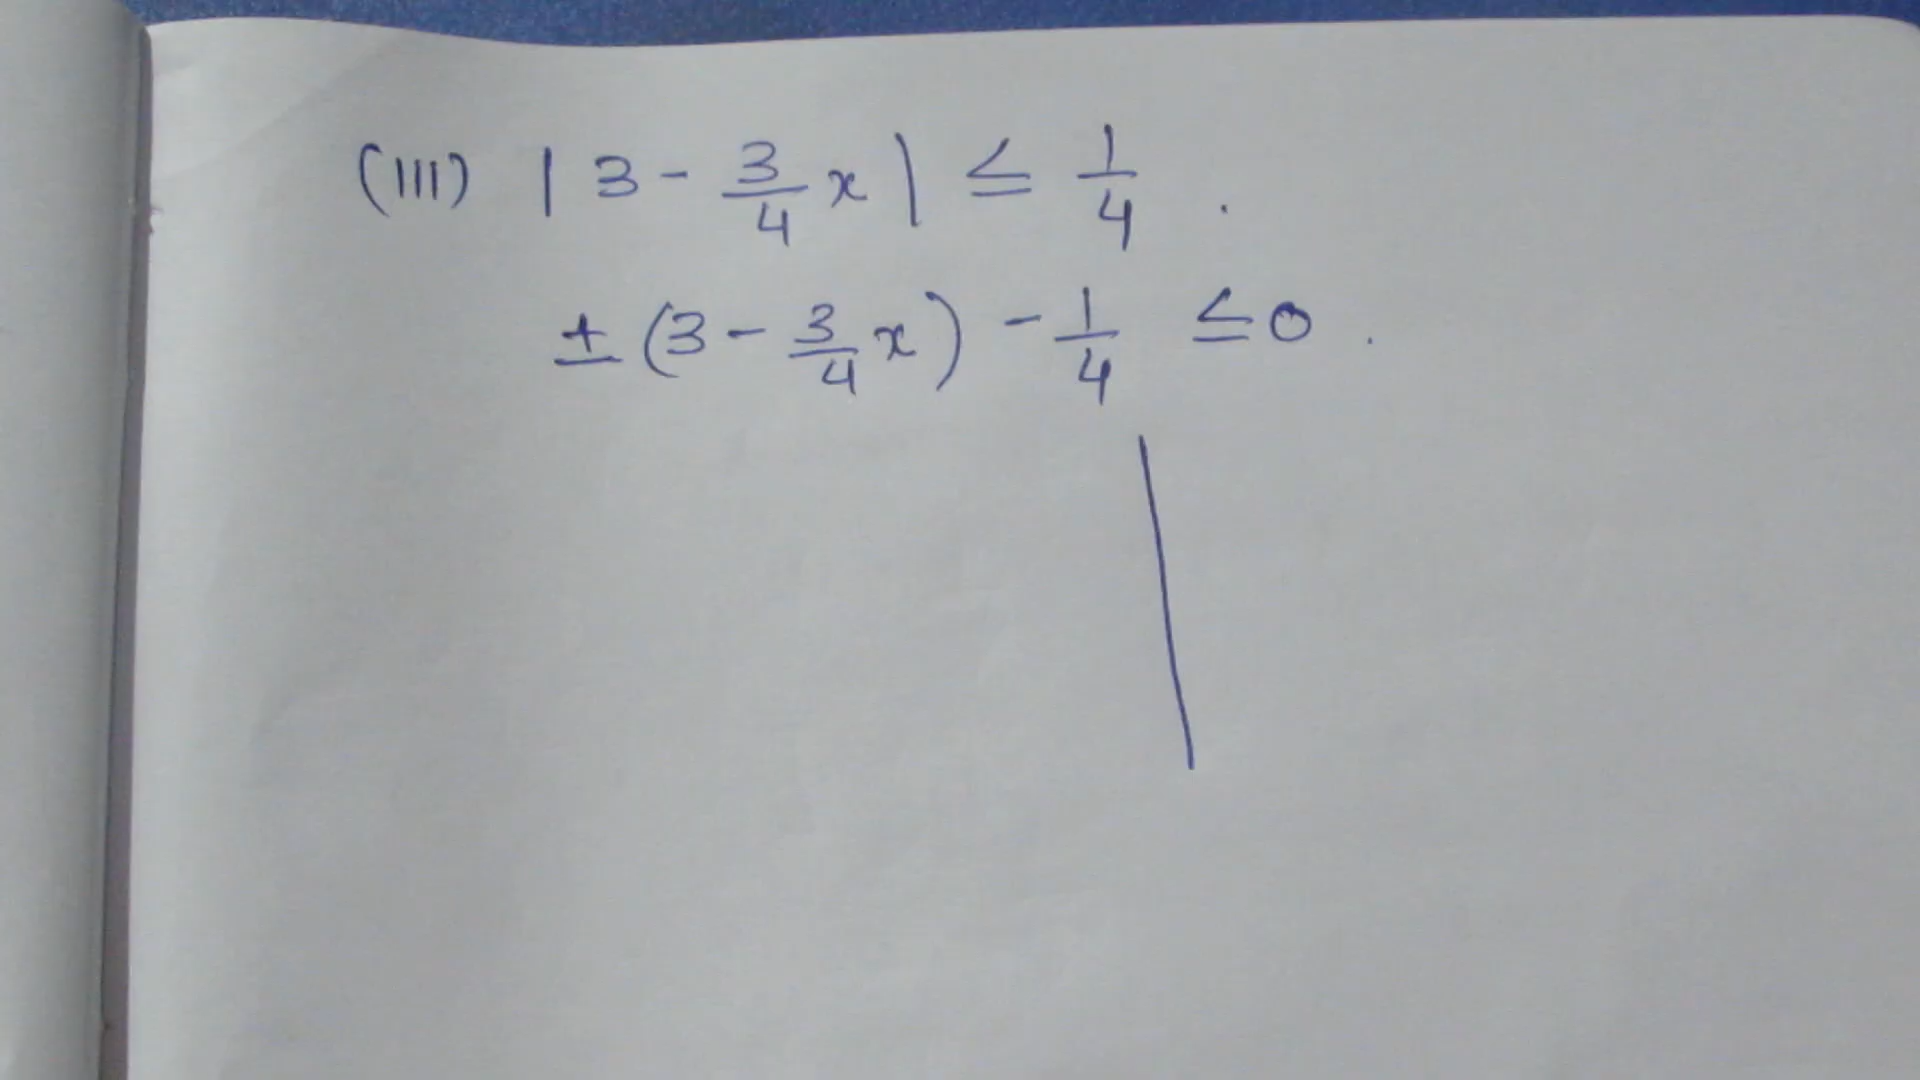 (III) | 3 - 3/4 x | ≤ 1/4 .
± (3 - 3/4 x) - 1/4 ≤ 0 .